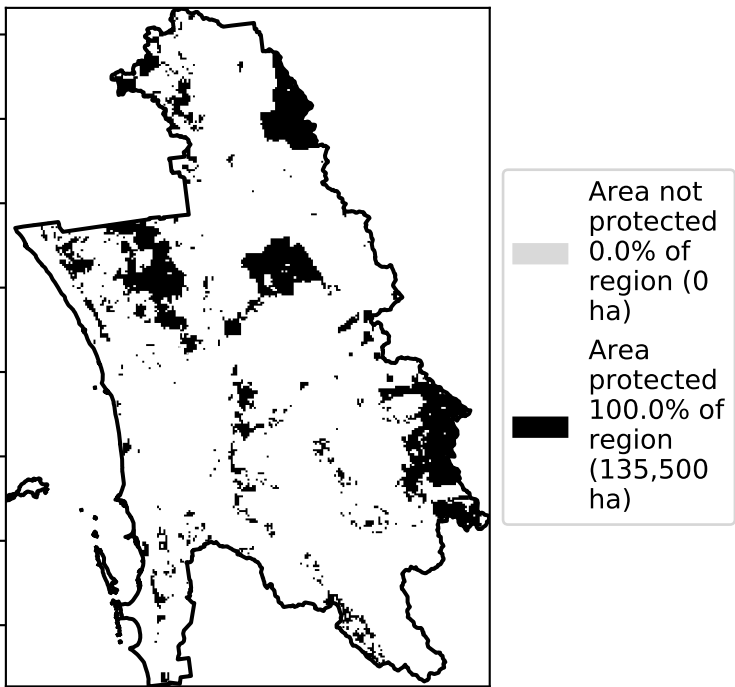 Area not
protected
0.0% of
region (0
ha)
Area
protected
100.0% of
region
(135,500
ha)